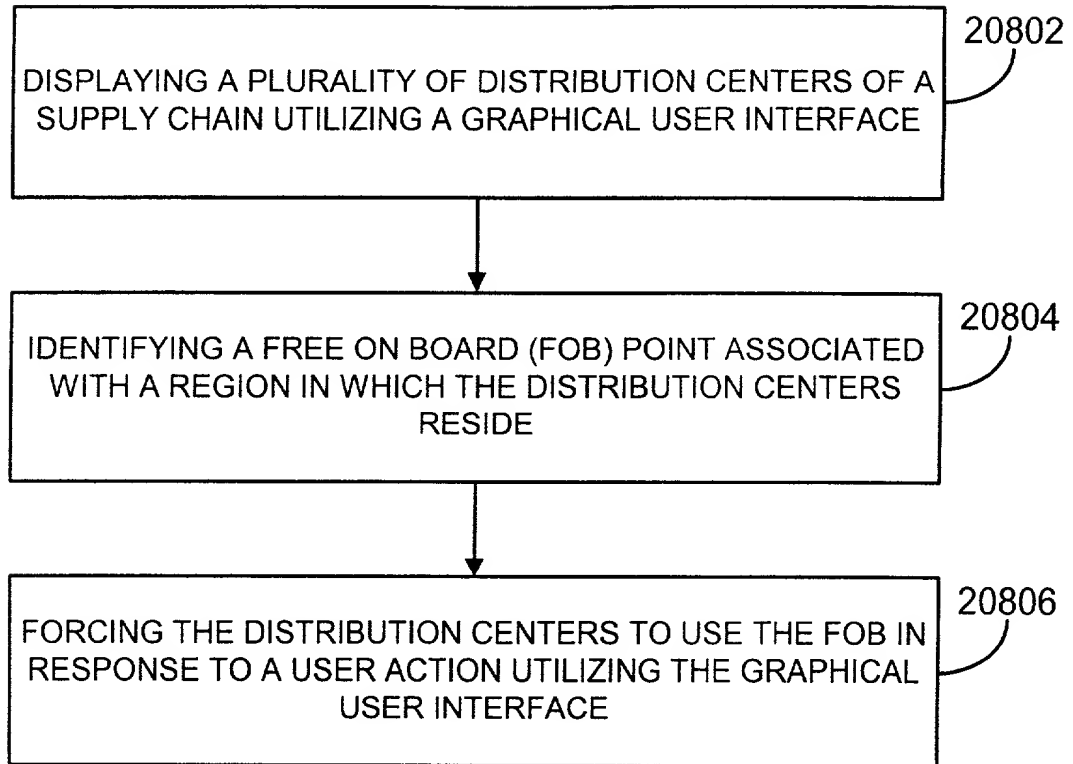 20802
DISPLAYING A PLURALITY OF DISTRIBUTION CENTERS OF A
SUPPLY CHAIN UTILIZING A GRAPHICAL USER INTERFACE
20804
IDENTIFYING A FREE ON BOARD (FOB) POINT ASSOCIATED
WITH A REGION IN WHICH THE DISTRIBUTION CENTERS
RESIDE
20806
FORCING THE DISTRIBUTION CENTERS TO USE THE FOB IN
RESPONSE TO A USER ACTION UTILIZING THE GRAPHICAL
USER INTERFACE